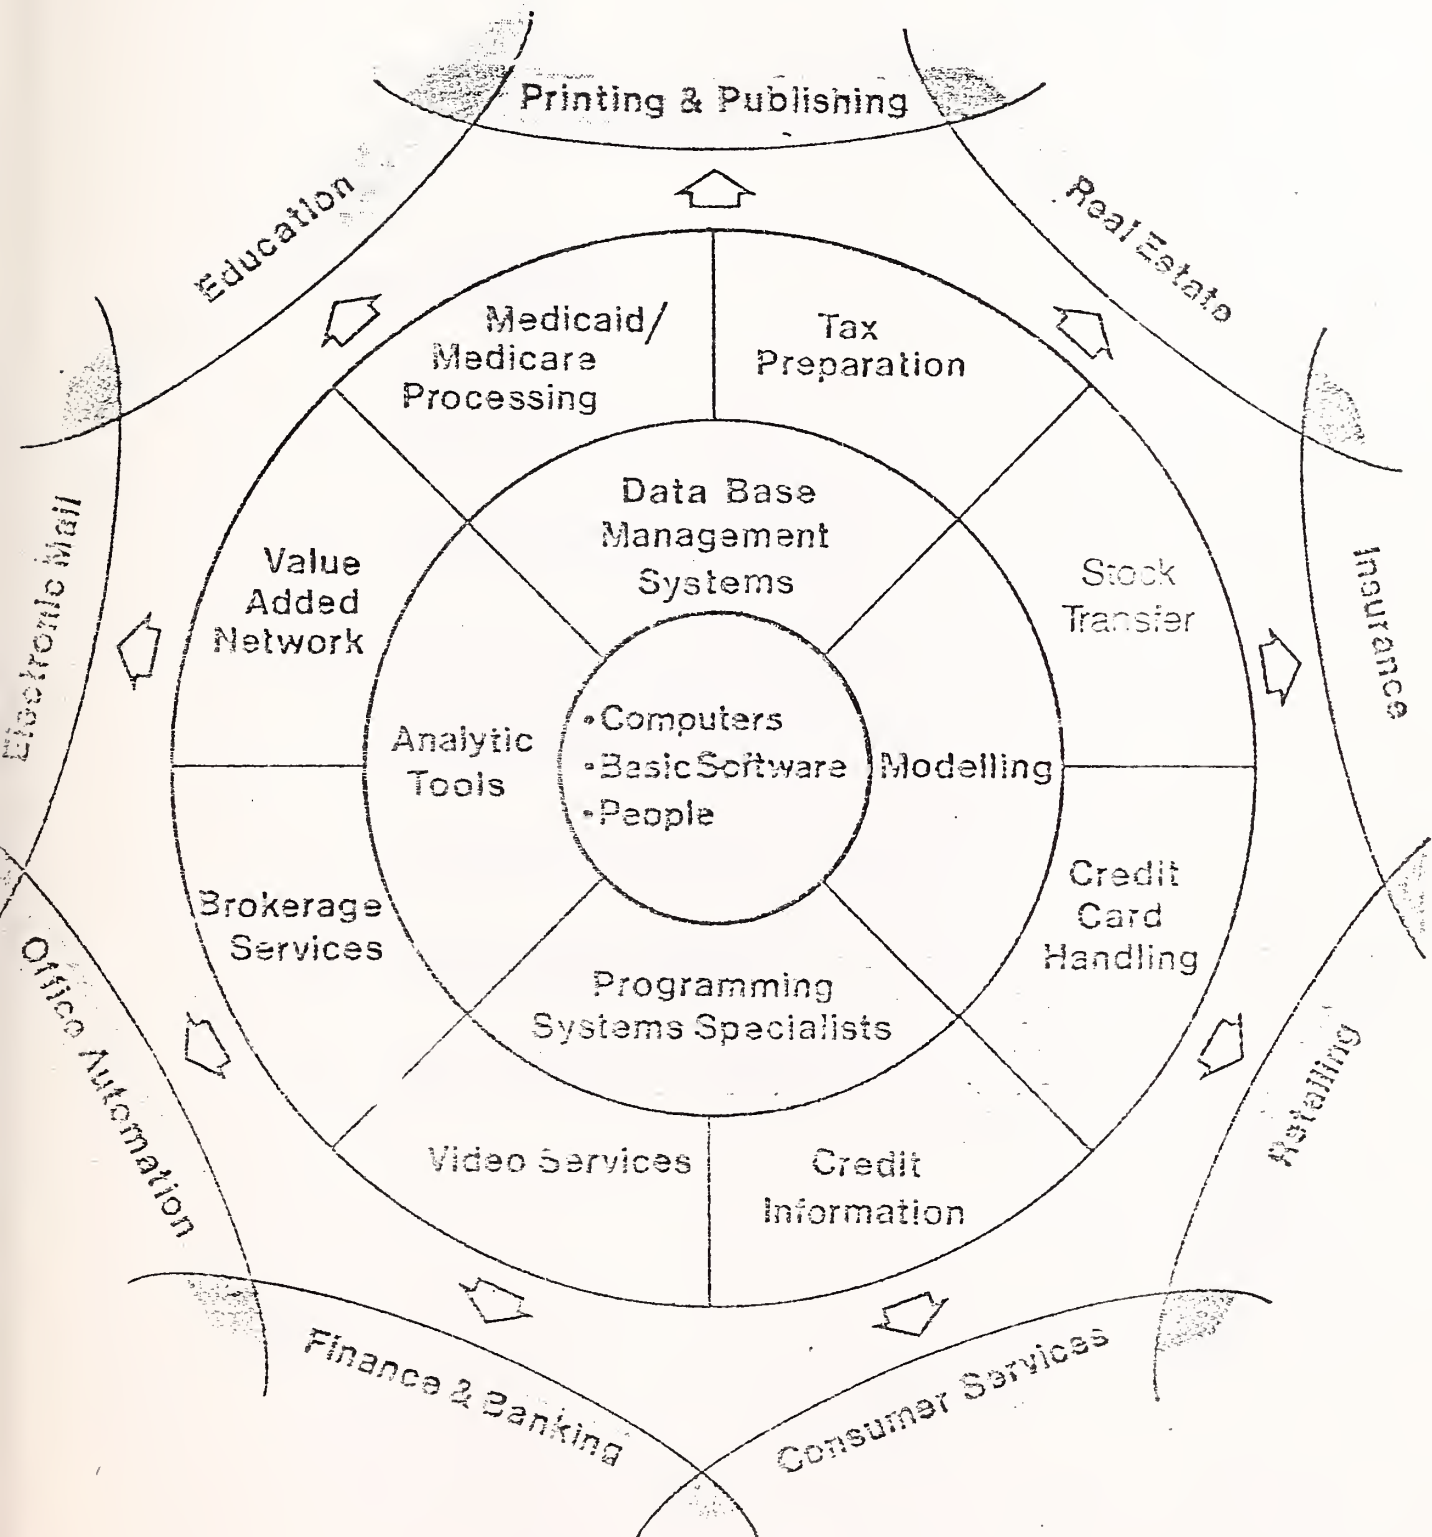 Printing & Publishing
Education
Real Estate
Medicaid/
Medicare
Processing
Tax
Preparation
Data Base
Management
Systems
Value
Added
Network
Stock
Transfer
Electronic Mail
Insurance
Analytic
Tools
•Computers
•Basic Software
•People
Modelling
Brokerage
Services
Credit
Card
Handling
Office Automation
Programming
Systems Specialists
Retailing
Video Services
Credit
Information
Finance & Banking
Consumer Services